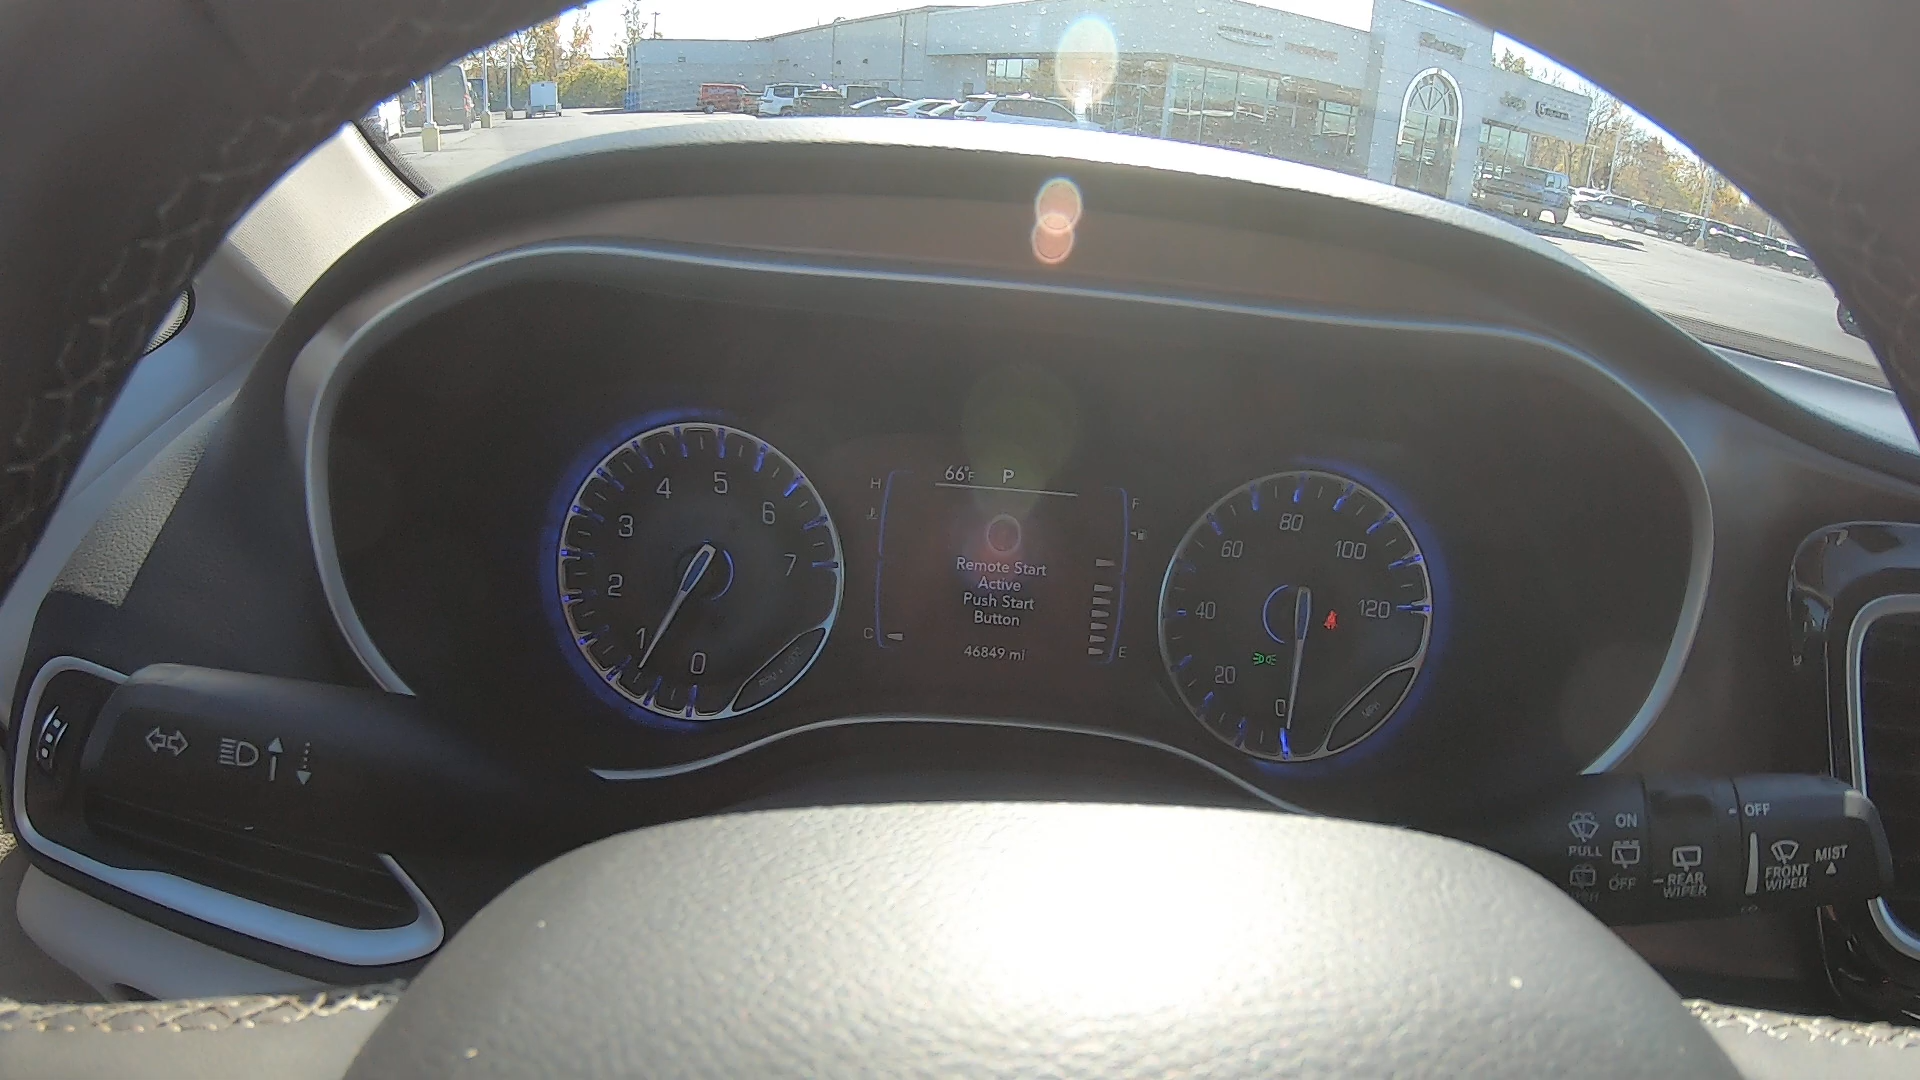 4 5 6 3 7 2 1 0
H
C
66°F P
Remote Start
Active
Push Start
Button
46849 mi
F
E
80 60 100 40 120 20 0
MPH
ON
PULL
OFF
REAR
WIPER
OFF
FRONT
WIPER
MIST